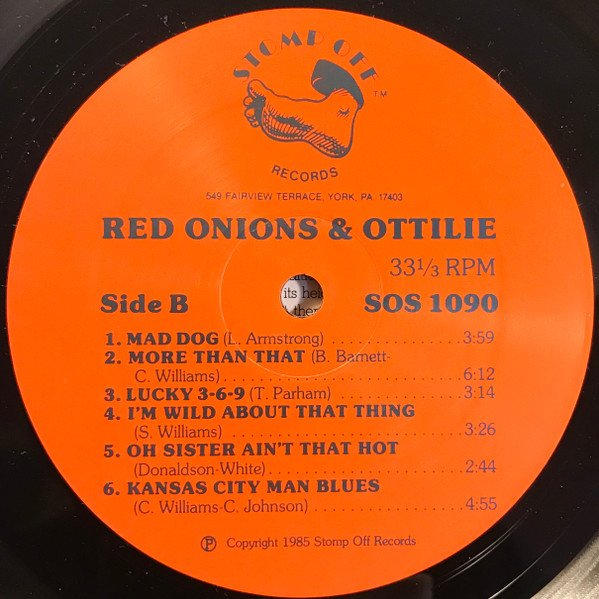 STOMP OFF
TM
RECORDS
549 FAIRVIEW TERRACE, YORK, PA 17403
RED ONIONS & OTTILIE
33⅓ RPM
its
Side B SOS 1090
1. MAD DOG (L. Armstrong) ................ 3:59
2. MORE THAN THAT (B. Barnett-
C. Williams) ............................. 6:12
3. LUCKY 3-6-9 (T. Parham) ................ 3:14
4. I'M WILD ABOUT THAT THING
(S. Williams) ............................ 3:26
5. OH SISTER AIN'T THAT HOT
(Donaldson-White) ........................ 2:44
6. KANSAS CITY MAN BLUES
(C. Williams-C. Johnson) ................. 4:55
Ⓟ Copyright 1985 Stomp Off Records